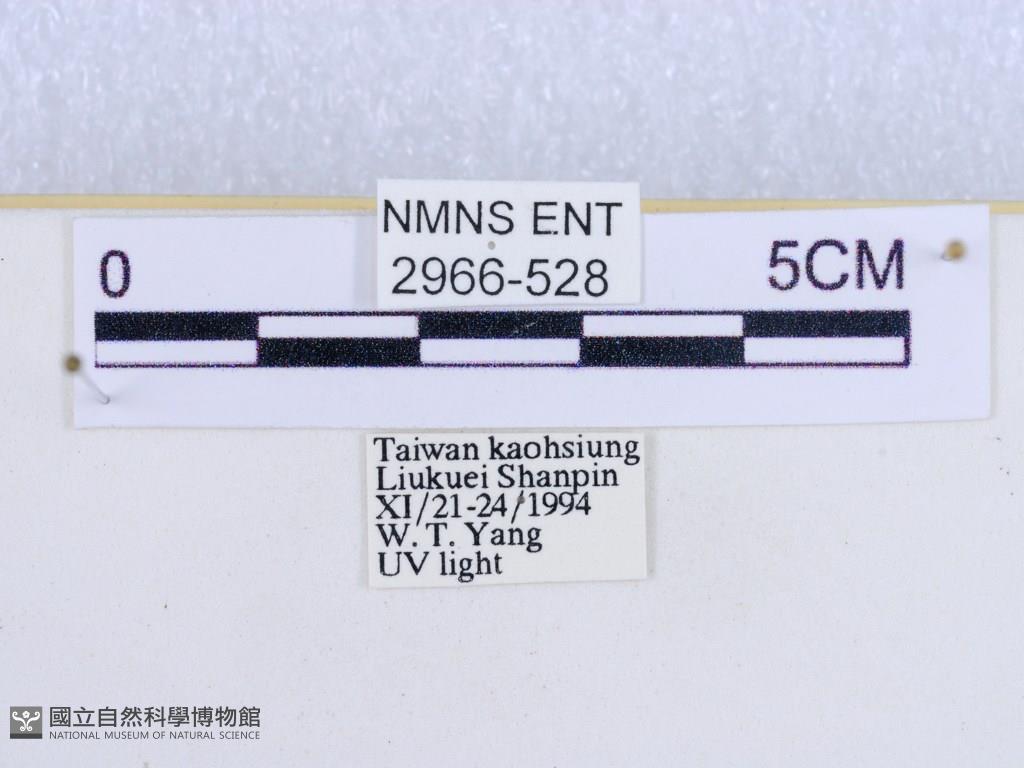 NMNS ENT
2966-528
0
5CM
Taiwan kaohsiung
Liukuei Shanpin
XI/21-24/1994
W. T. Yang
UV light
國立自然科學博物館
NATIONAL MUSEUM OF NATURAL SCIENCE